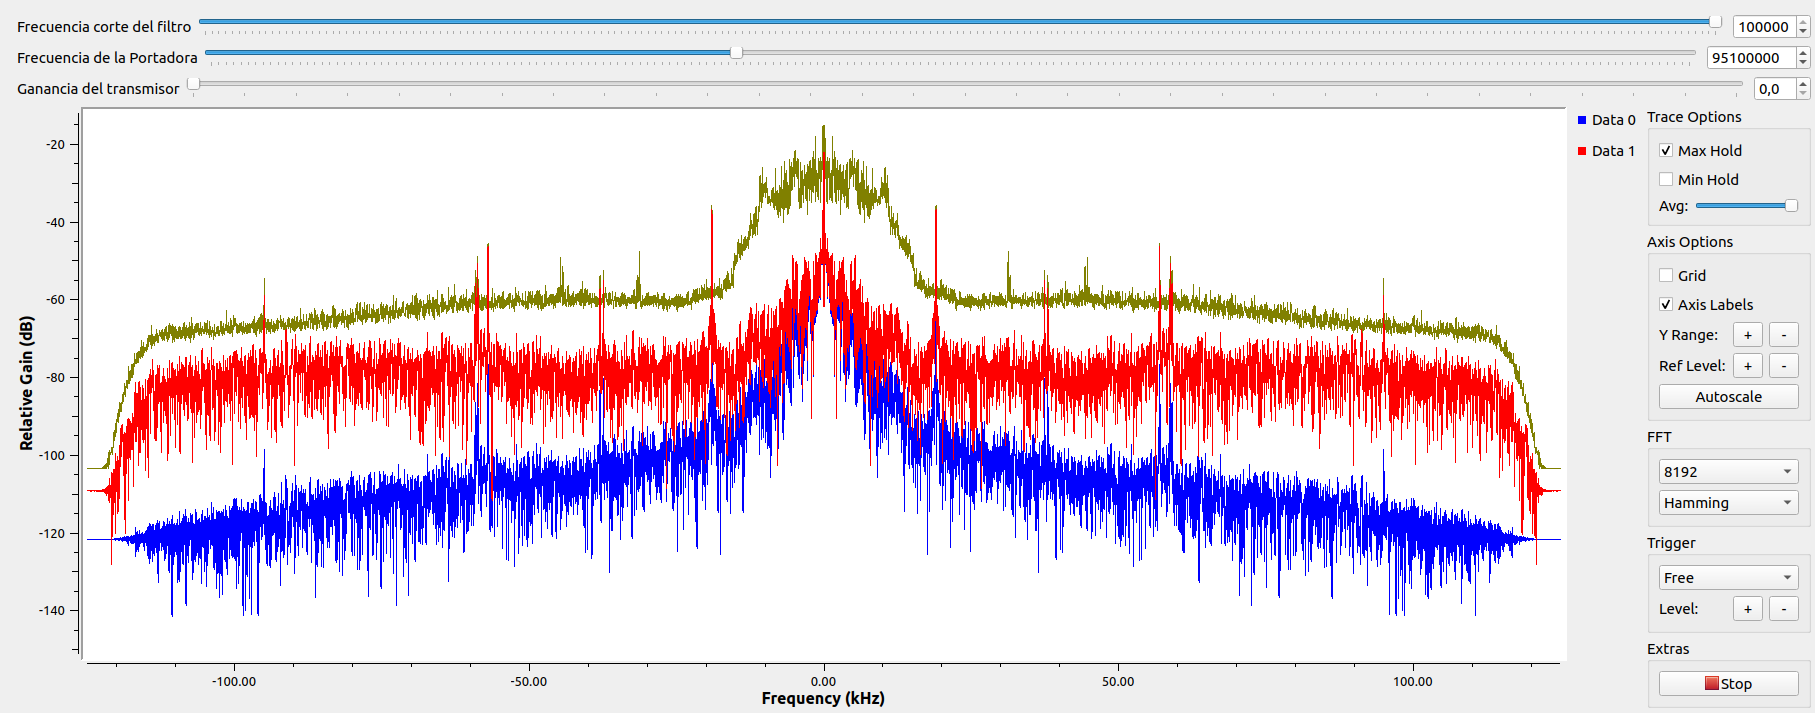 Frecuencia corte del filtro 100000
Frecuencia de la Portadora 95100000
Ganancia del transmisor 0,0
Data 0
Data 1
Relative Gain (dB)
-20
-40
-60
-80
-100
-120
-140
-100.00 -50.00 0.00 50.00 100.00
Frequency (kHz)
Trace Options
Max Hold
Min Hold
Avg:
Axis Options
Grid
Axis Labels
Y Range: + -
Ref Level: + -
Autoscale
FFT
8192
Hamming
Trigger
Free
Level: + -
Extras
Stop